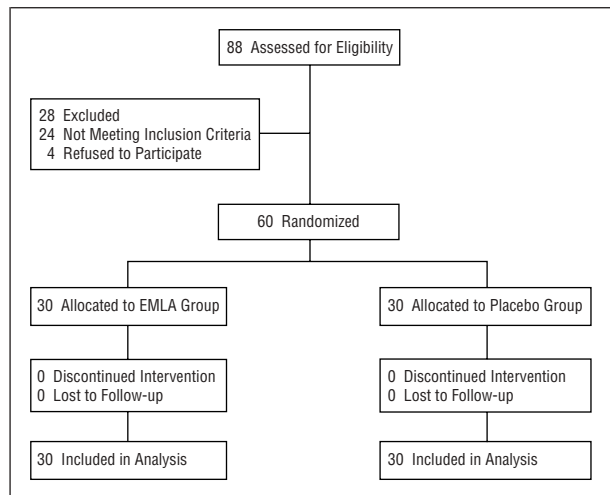 88 Assessed for Eligibility
28 Excluded
24 Not Meeting Inclusion Criteria
4 Refused to Participate
60 Randomized
30 Allocated to EMLA Group
30 Allocated to Placebo Group
0 Discontinued Intervention
0 Lost to Follow-up
0 Discontinued Intervention
0 Lost to Follow-up
30 Included in Analysis
30 Included in Analysis